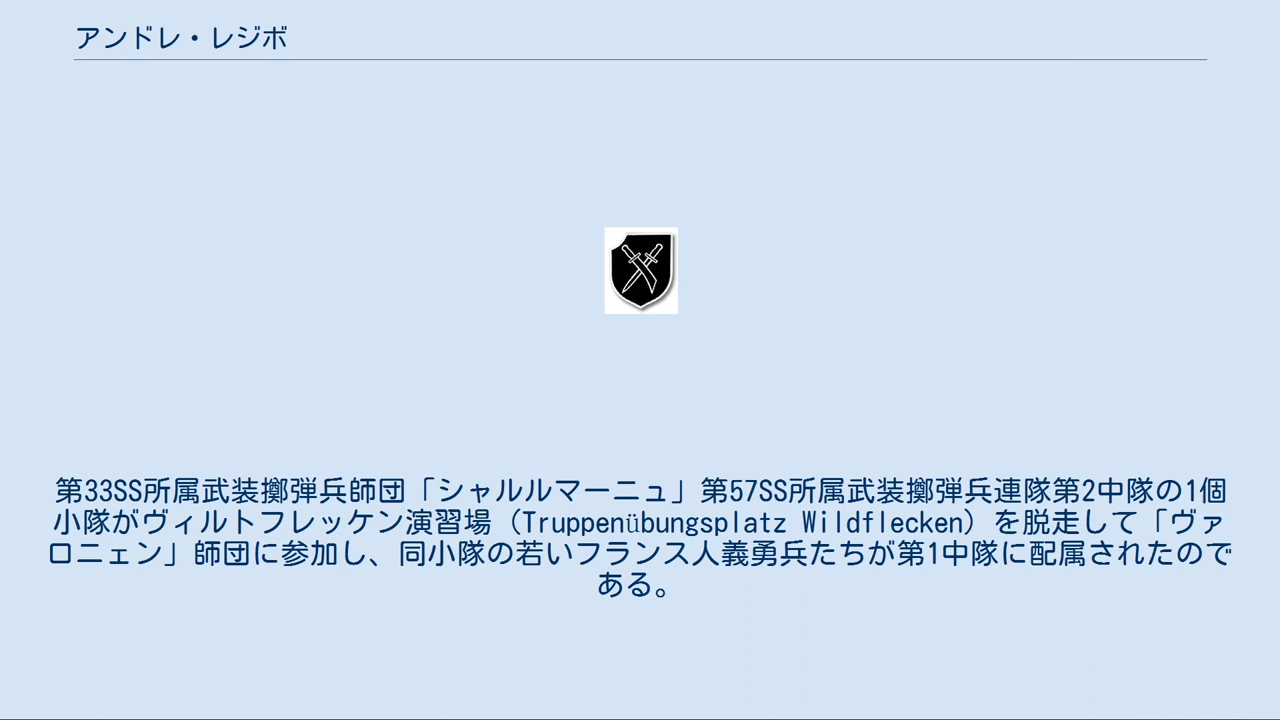 アンドレ・レジボ
第33SS所属武装擲弾兵師団「シャルルマーニュ」第57SS所属武装擲弾兵連隊第2中隊の1個
小隊がヴィルトフレッケン演習場（Truppenübungsplatz Wildflecken）を脱走して「ヴァ
ロニェン」師団に参加し、同小隊の若いフランス人義勇兵たちが第1中隊に配属されたので
ある。